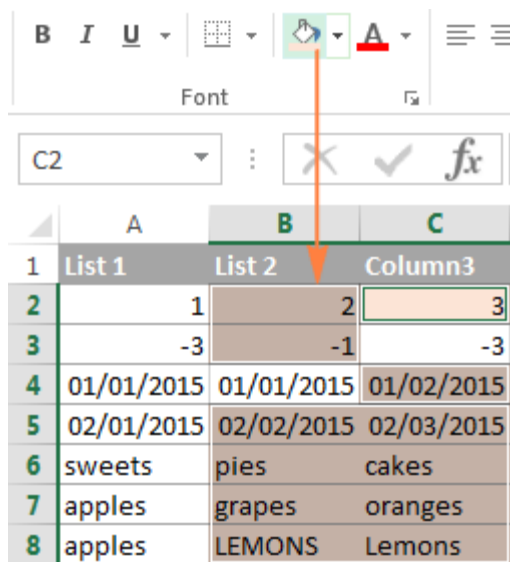 B I U A
Font
C2 fx
A B C
1 List 1 List 2 Column3
2 1 2 3
3 -3 -1 -3
4 01/01/2015 01/01/2015 01/02/2015
5 02/01/2015 02/02/2015 02/03/2015
6 sweets pies cakes
7 apples grapes oranges
8 apples LEMONS Lemons